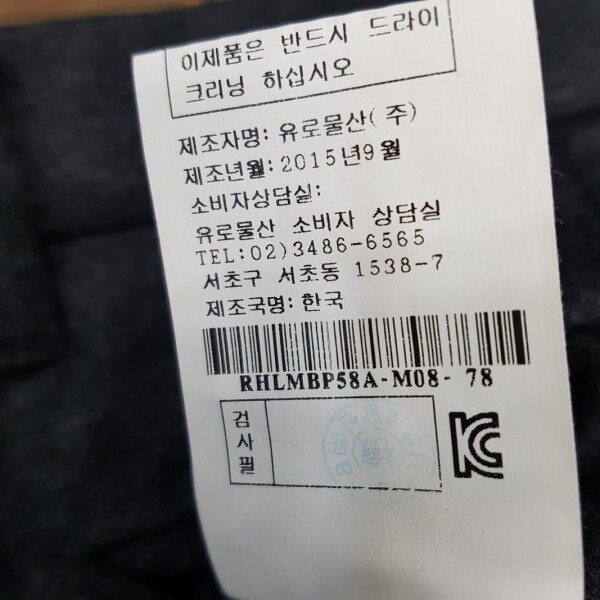 이제품은 반드시 드라이
크리닝 하십시오
제조자명: 유로물산(주)
제조년월: 2015년9월
소비자상담실:
유로물산 소비자 상담실
TEL:02)3486-6565
서초구 서초동 1538-7
제조국명: 한국
RHLMBP58A-M08- 78
검사필
KC